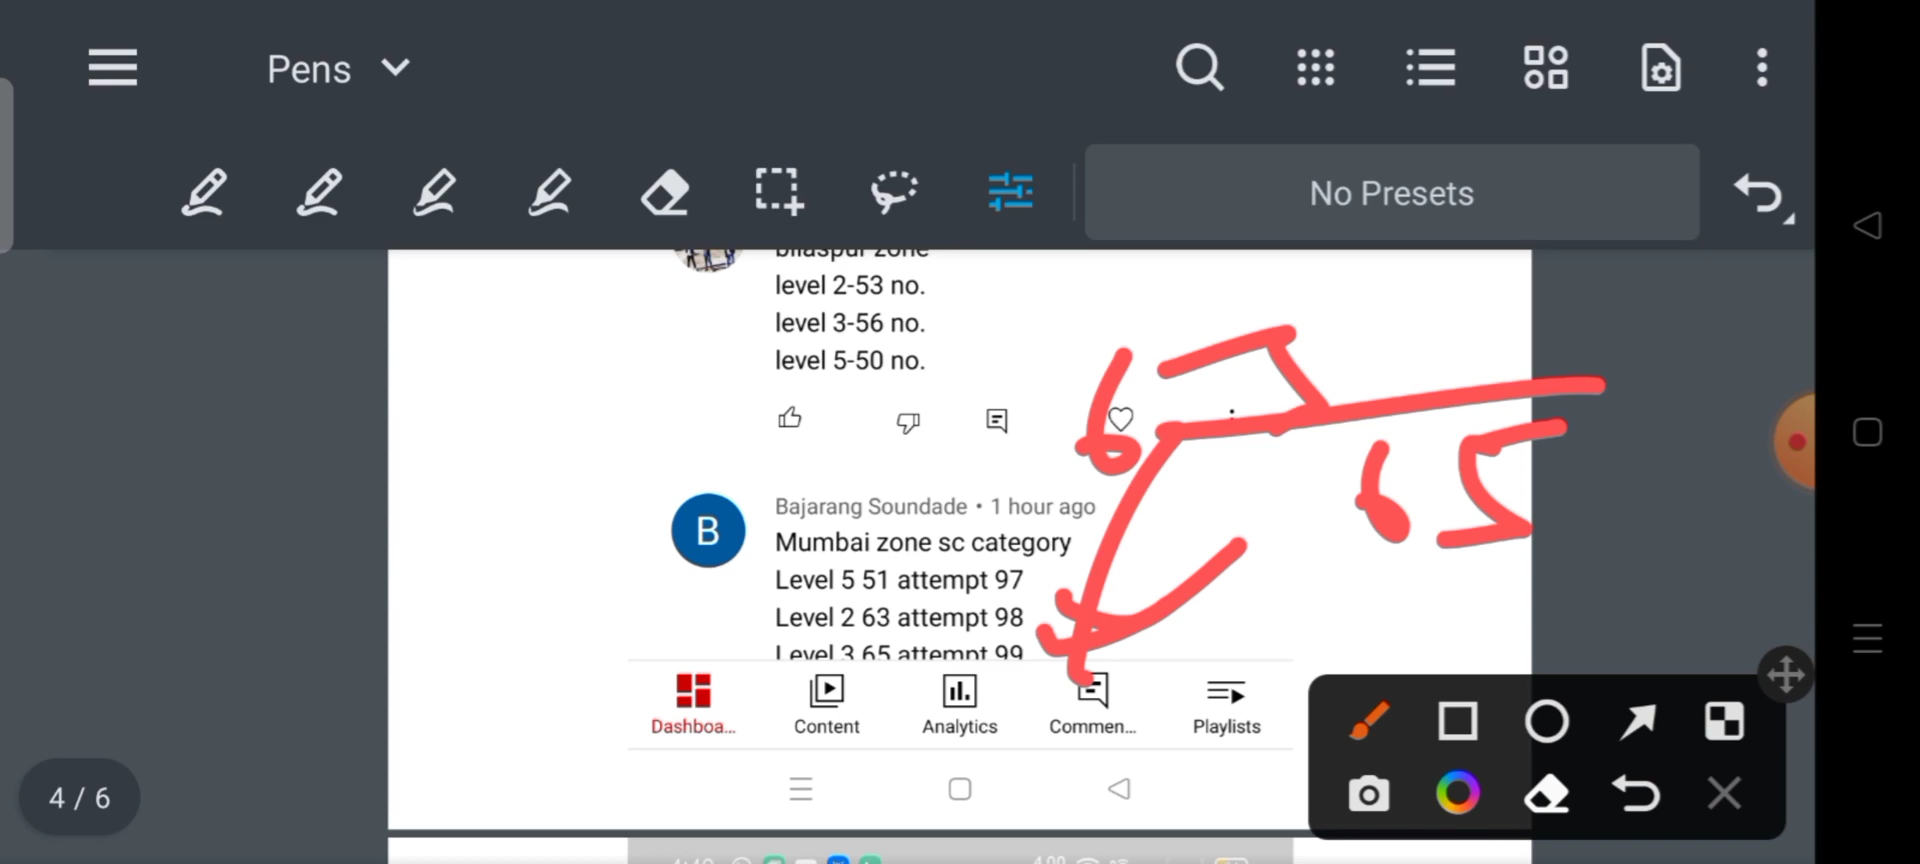 Pens
No Presets
bilaspur zone
level 2-53 no.
level 3-56 no.
level 5-50 no.
65
Bajarang Soundade • 1 hour ago
Mumbai zone sc category
Level 5 51 attempt 97
Level 2 63 attempt 98
Level 3 65 attempt 99
Dashboa...
Content
Analytics
Commen...
Playlists
4 / 6